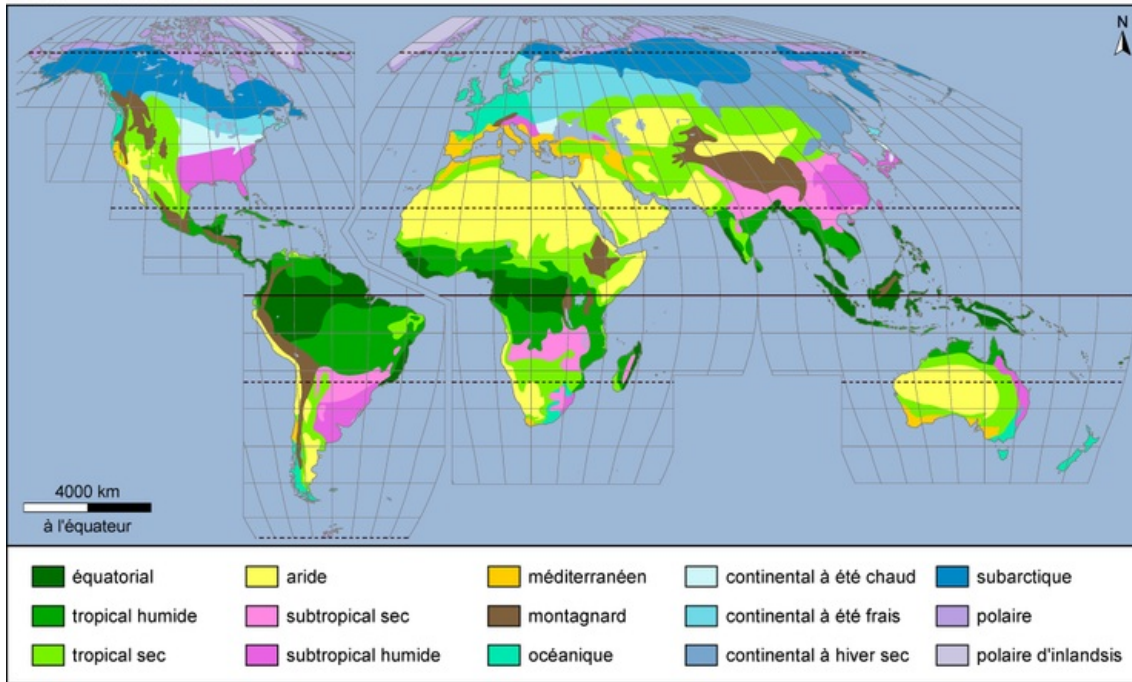 N
4000 km
à l'équateur
équatorial
aride
méditerranéen
continental à été chaud
subarctique
tropical humide
subtropical sec
montagnard
continental à été frais
polaire
tropical sec
subtropical humide
océanique
continental à hiver sec
polaire d'inlandsis